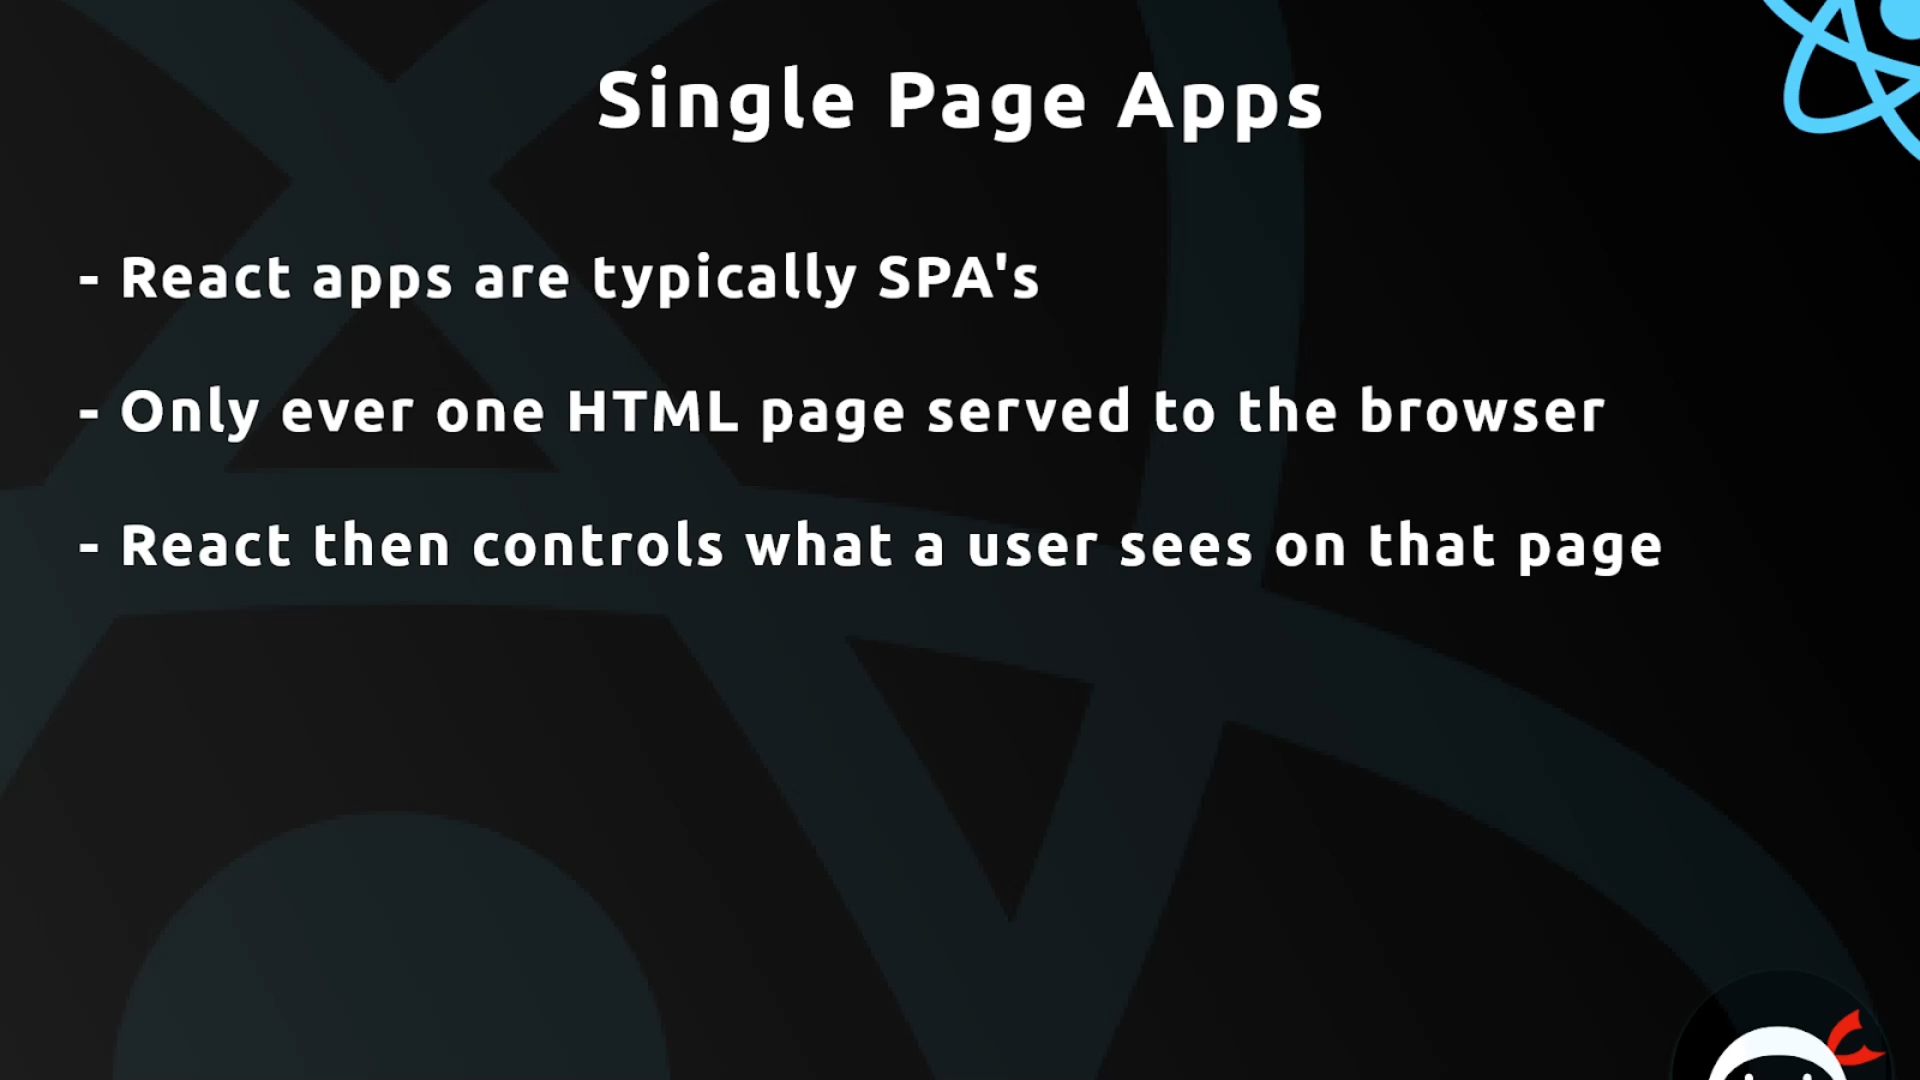 Single Page Apps
- React apps are typically SPA's
- Only ever one HTML page served to the browser
- React then controls what a user sees on that page